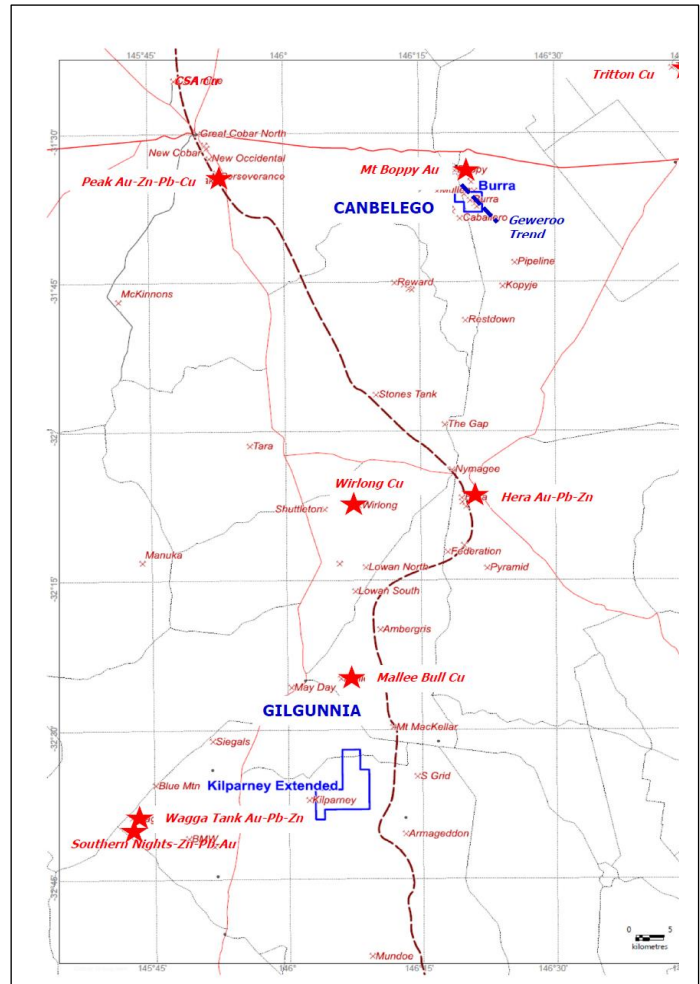 145°45'
146°
146°15'
146°30'
CSA Cu
Tritton Cu
-31°30'
Great Cobar North
New Cobar
New Occidental
Mt Boppy Au
Peak Au-Zn-Pb-Cu
Perseverance
Burra
CANBELEGO
Burra
Caballero
Geweroo
Trend
Pipeline
-31°45'
Reward
Kopyje
McKinnons
Restdown
Stones Tank
The Gap
Tara
Nymagee
Wirlong Cu
Hera Au-Pb-Zn
Shuttleton
Wirlong
Federation
Manuka
Lowan North
Pyramid
-32°15'
Lowan South
Ambergris
Mallee Bull Cu
May Day
GILGUNNIA
Mt MacKellar
-32°30'
Siegals
S Grid
Blue Mtn
Kilparney Extended
Kilparney
Wagga Tank Au-Pb-Zn
Southern Nights-Zn-Pb-Au
BMW
Armageddon
0 5
kilometres
Mundoe
145°45'
146°
146°15'
146°30'